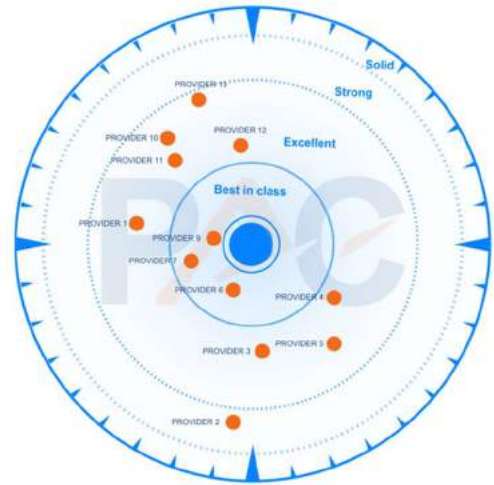 Solid
PROVIDER 13
Strong
PROVIDER 12
PROVIDER 10
Excellent
PROVIDER 11
Best in class
PROVIDER 1
PROVIDER 9
PROVIDER 7
PROVIDER 6
PROVIDER 4
PROVIDER 5
PROVIDER 3
PROVIDER 2
PAC